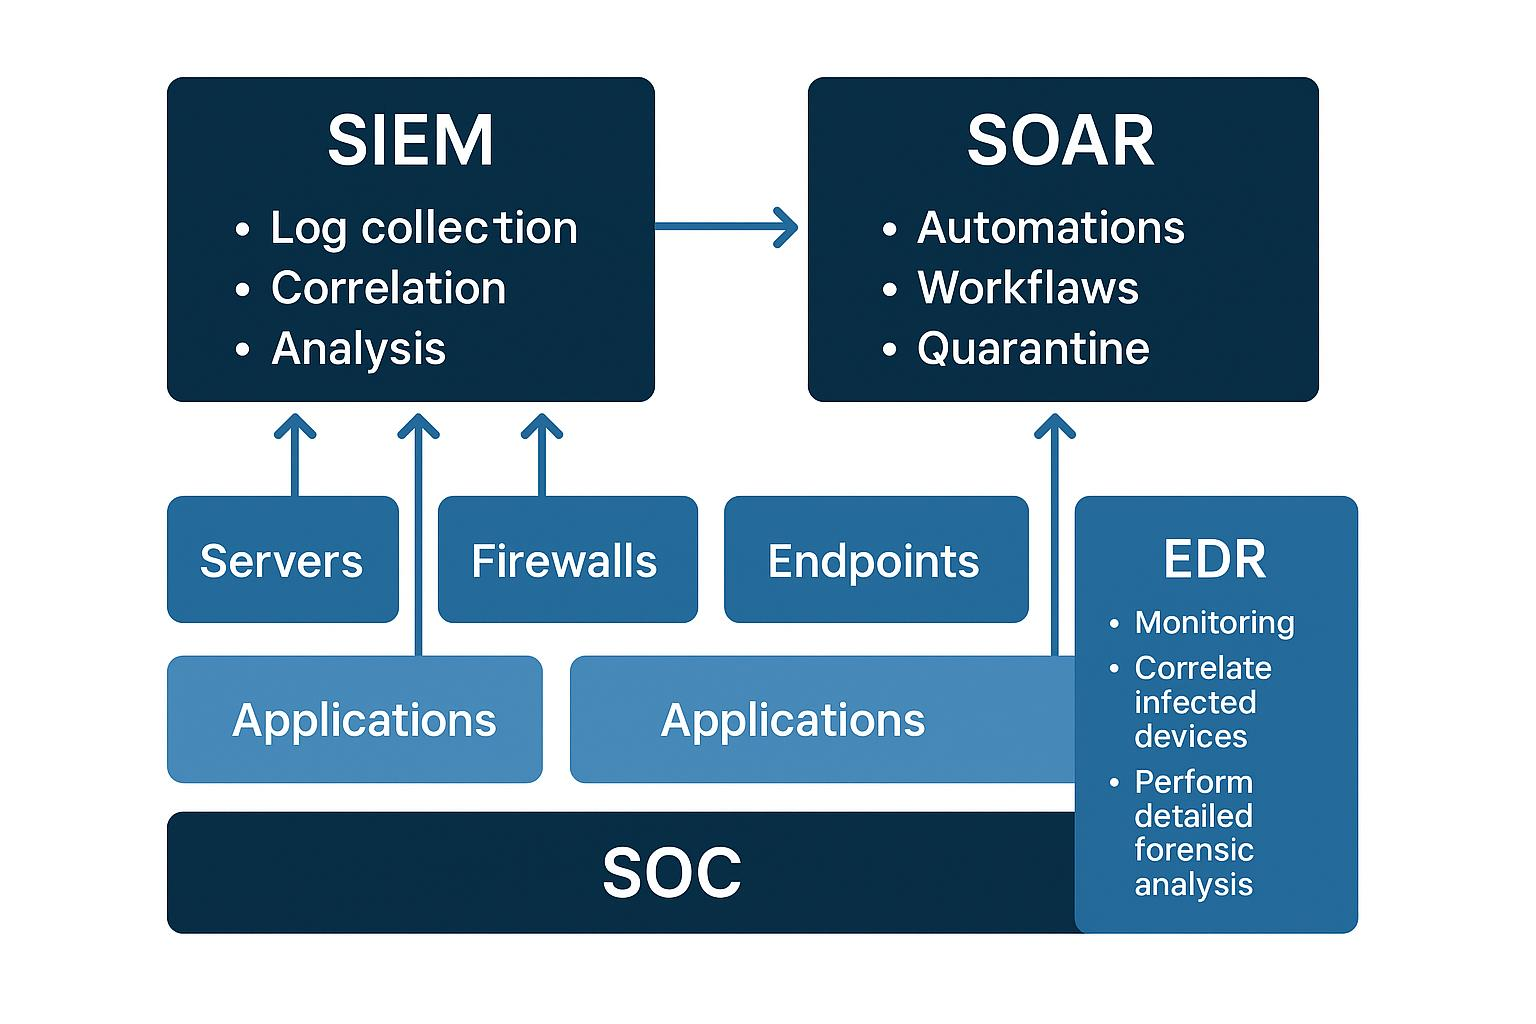 SIEM
• Log collection
• Correlation
• Analysis
SOAR
• Automations
• Workflaws
• Quarantine
Servers
Firewalls
Endpoints
Applications
Applications
SOC
EDR
• Monitoring
• Correlate
infected
devices
• Perform
detailed
forensic
analysis